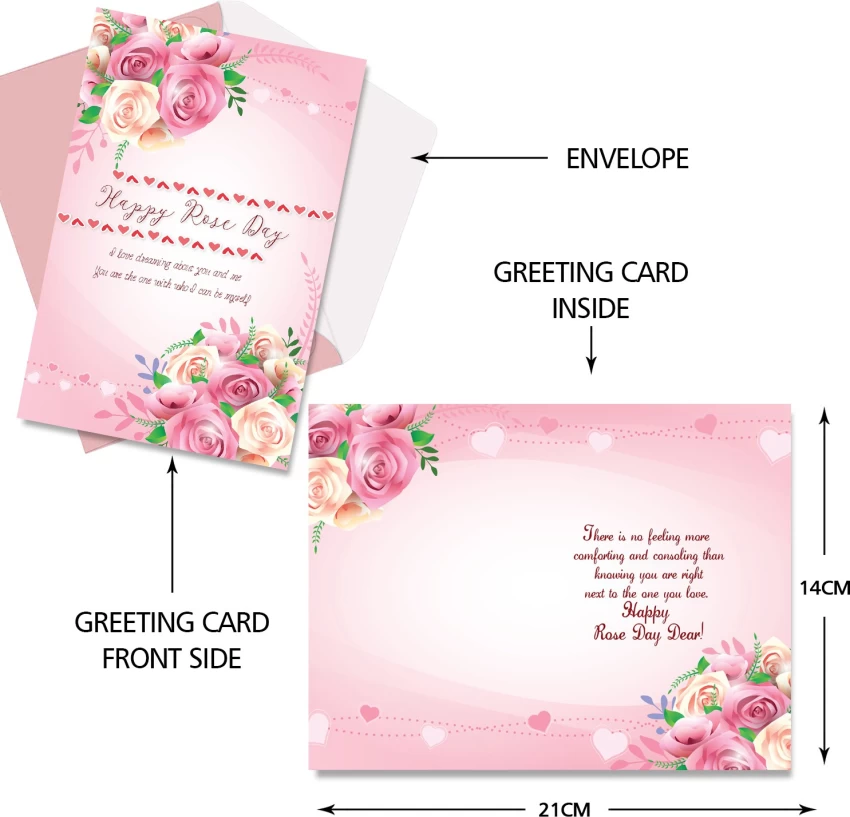 Happy Rose Day
I love dreaming about you and me
You are the one with who I can be myself!
ENVELOPE
GREETING CARD
INSIDE
GREETING CARD
FRONT SIDE
There is no feeling more
comforting and consoling than
knowing you are right
next to the one you love.
Happy
Rose Day Dear!
14CM
21CM